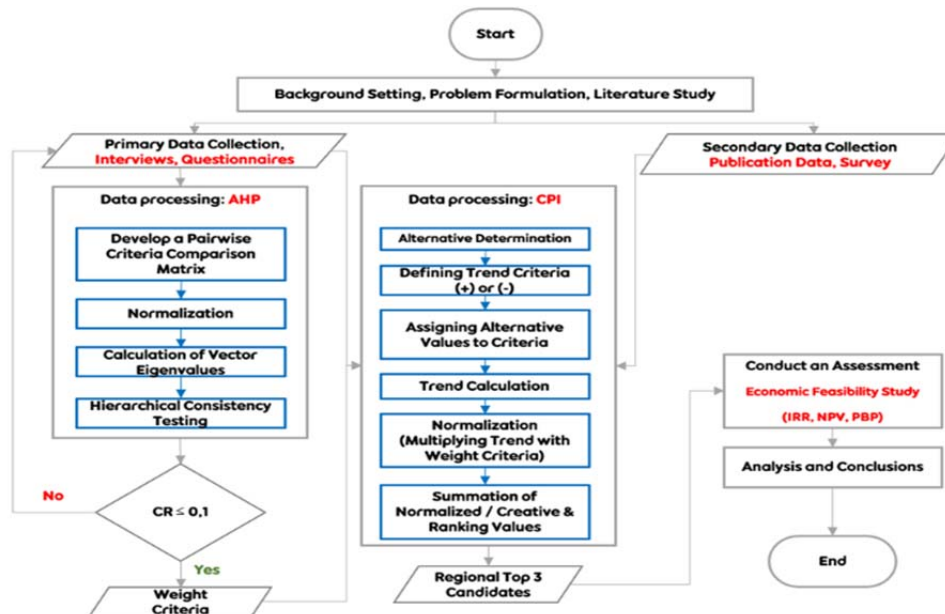 Start
Background Setting, Problem Formulation, Literature Study
Primary Data Collection,
Interviews, Questionnaires
Secondary Data Collection
Publication Data, Survey
Data processing: AHP
Develop a Pairwise
Criteria Comparison
Matrix
Normalization
Calculation of Vector
Eigenvalues
Hierarchical Consistency
Testing
No
CR ≤ 0,1
Yes
Weight
Criteria
Data processing: CPI
Alternative Determination
Defining Trend Criteria
(+) or (-)
Assigning Alternative
Values to Criteria
Trend Calculation
Normalization
(Multiplying Trend with
Weight Criteria)
Summation of
Normalized / Creative &
Ranking Values
Regional Top 3
Candidates
Conduct an Assessment
Economic Feasibility Study
(IRR, NPV, PBP)
Analysis and Conclusions
End